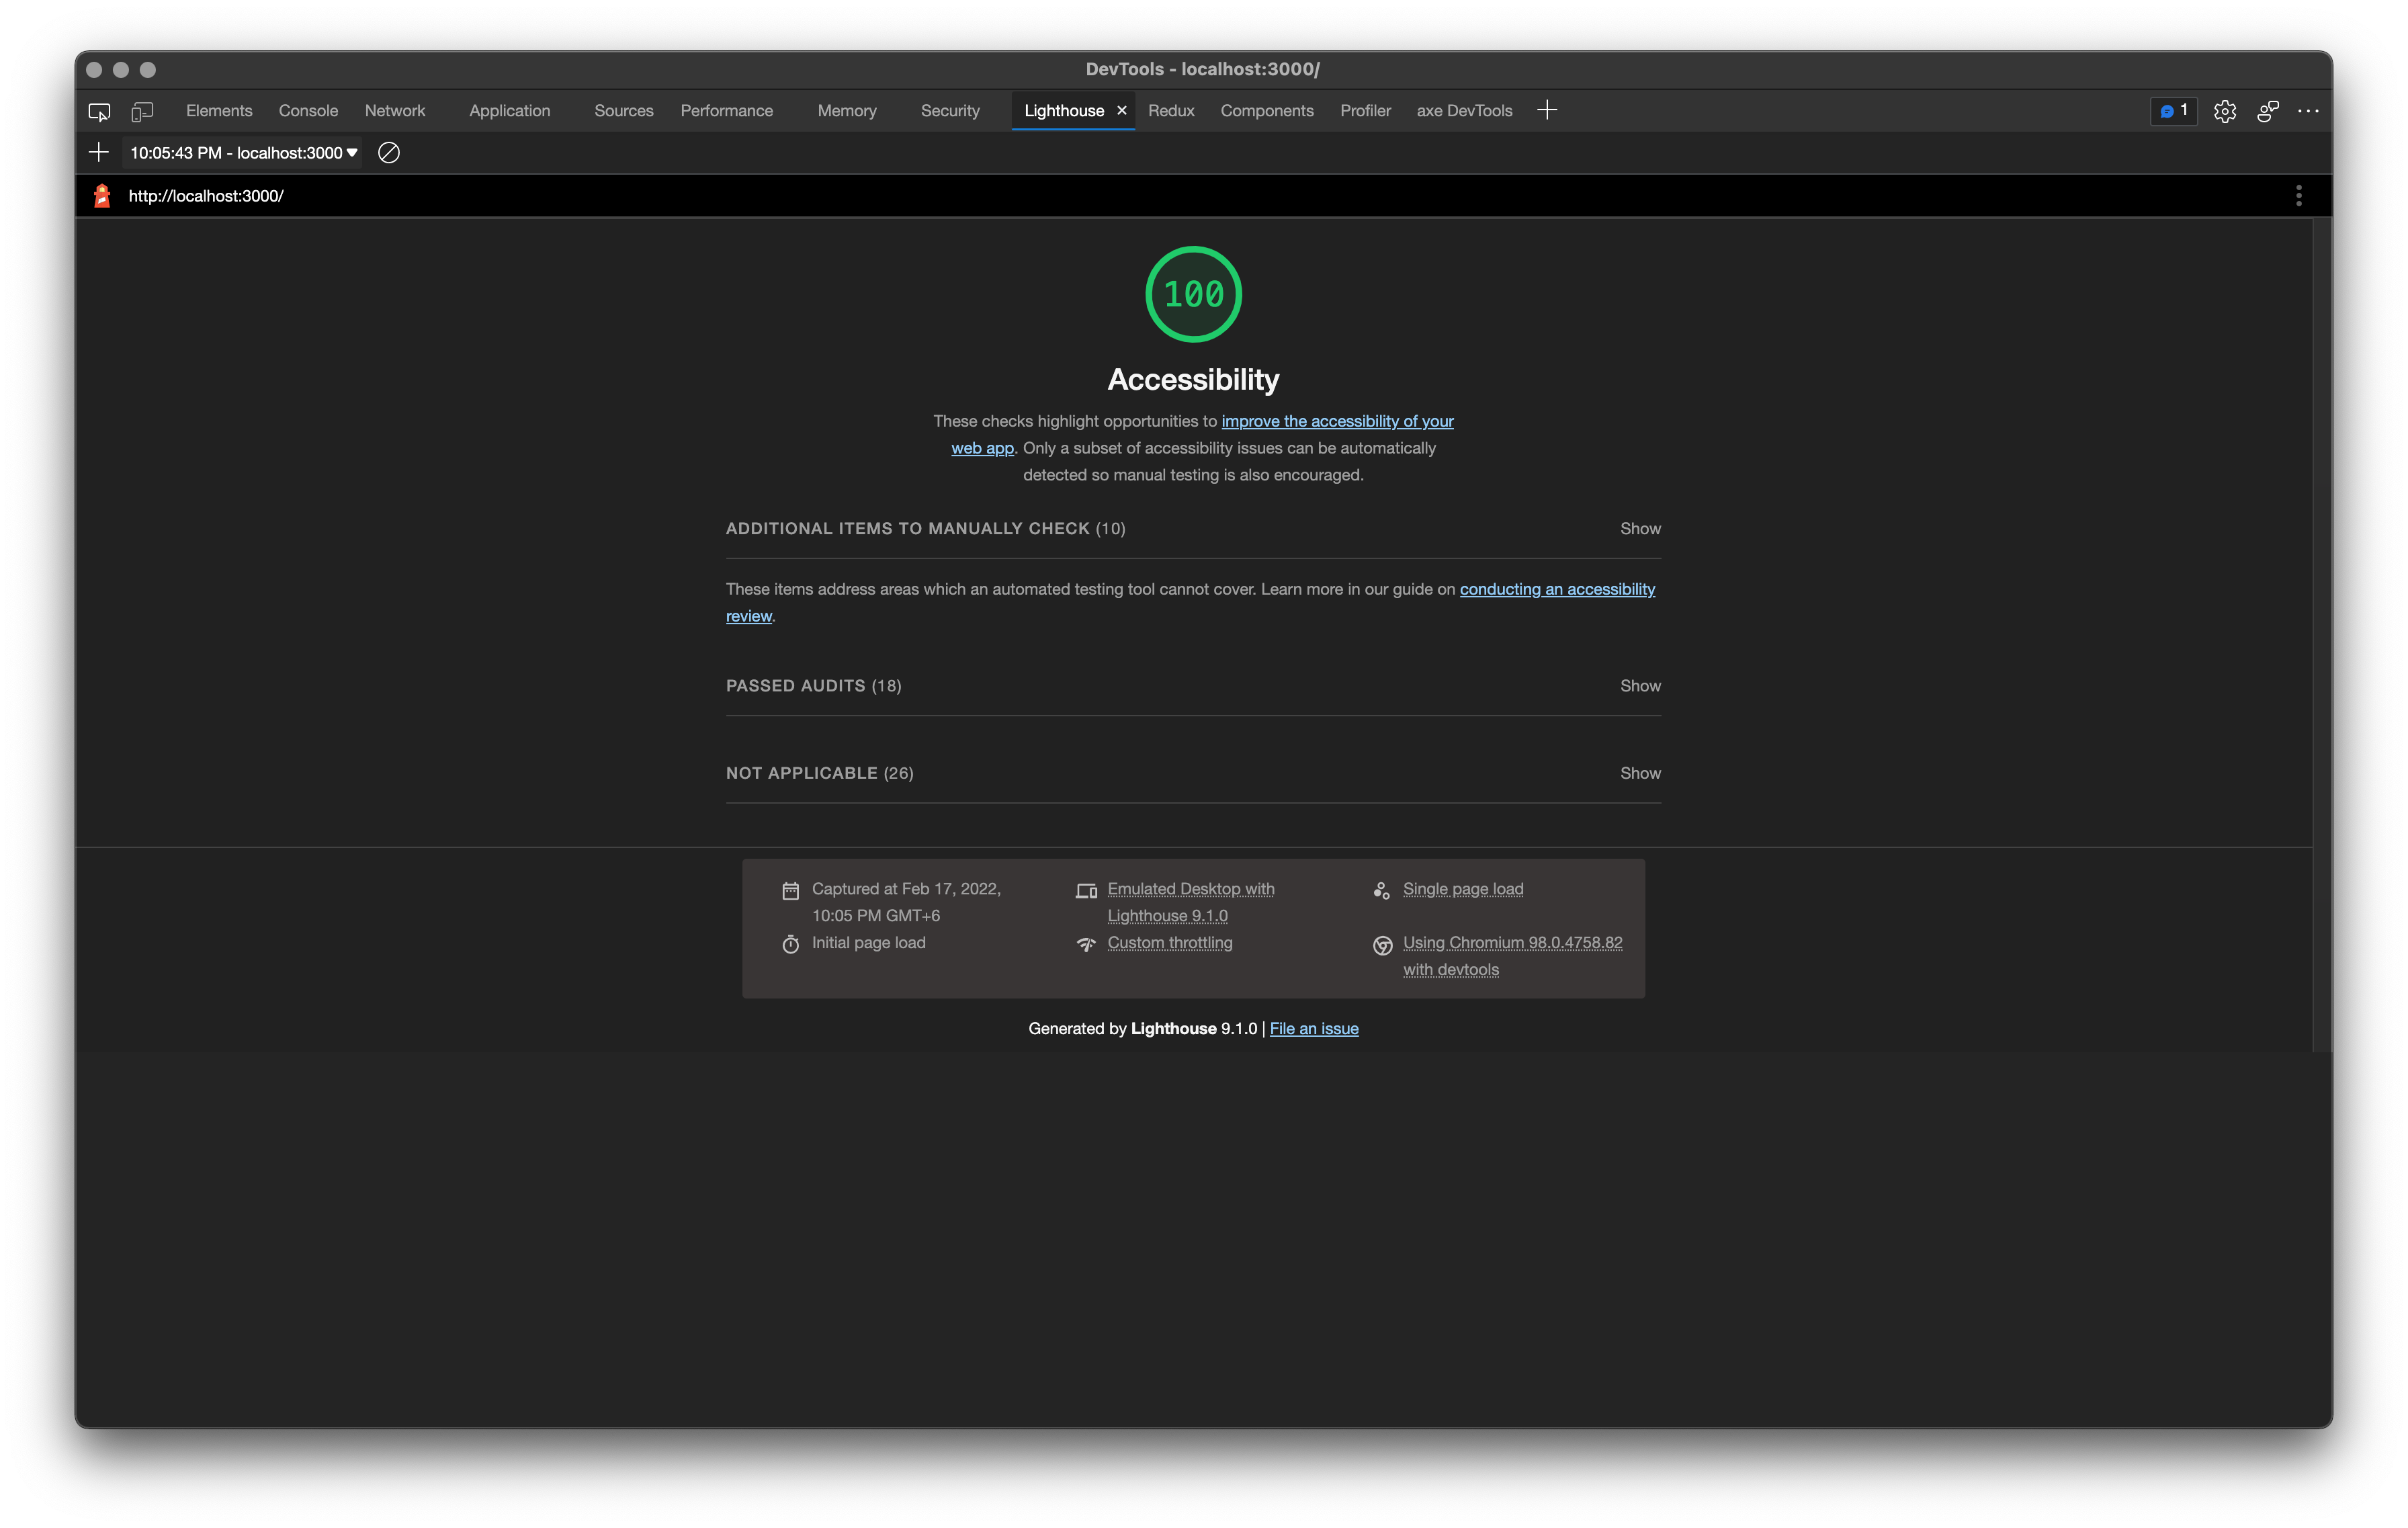 DevTools - localhost:3000/
Elements Console Network Application Sources Performance Memory Security Lighthouse × Redux Components Profiler axe DevTools 1
10:05:43 PM - localhost:3000
http://localhost:3000/
100
Accessibility
These checks highlight opportunities to improve the accessibility of your
web app. Only a subset of accessibility issues can be automatically
detected so manual testing is also encouraged.
ADDITIONAL ITEMS TO MANUALLY CHECK (10) Show
These items address areas which an automated testing tool cannot cover. Learn more in our guide on conducting an accessibility
review.
PASSED AUDITS (18) Show
NOT APPLICABLE (26) Show
Captured at Feb 17, 2022,
10:05 PM GMT+6
Emulated Desktop with
Lighthouse 9.1.0
Single page load
Initial page load
Custom throttling
Using Chromium 98.0.4758.82
with devtools
Generated by Lighthouse 9.1.0 | File an issue